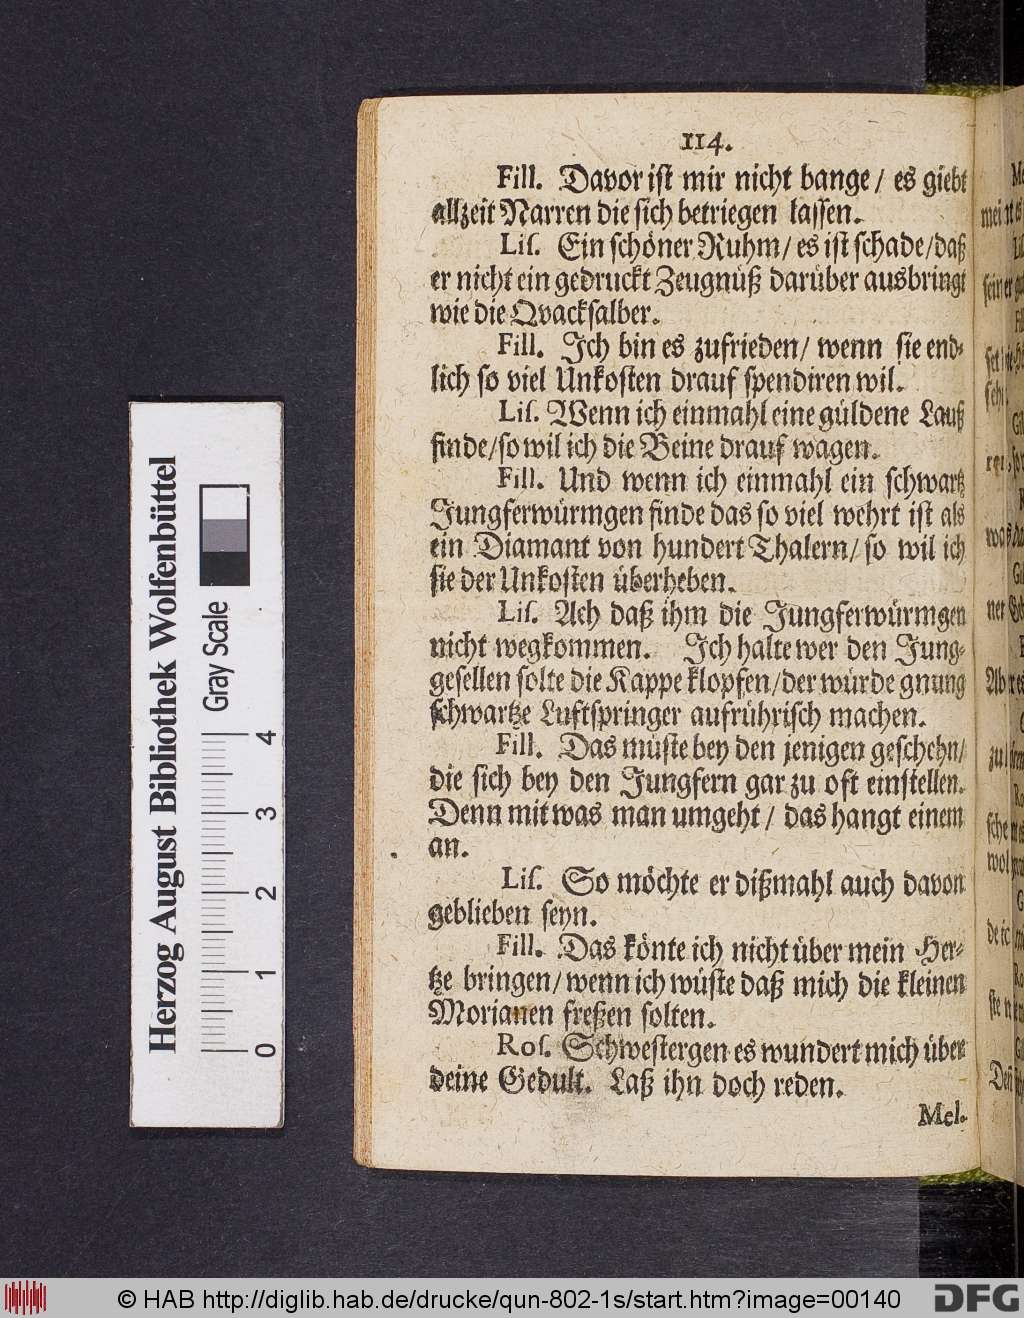 114.
Fill. Davor ist mir nicht bange / es giebt
allzeit Narren die sich betriegen lassen.
Lis. Ein schöner Ruhm / es ist schade / daß
er nicht ein gedruckt Zeugnüß darüber ausbringt
wie die Qvacksalber.
Fill. Ich bin es zufrieden / wenn sie end-
lich so viel Unkosten drauf spendiren wil.
Lis. Wenn ich einmahl eine güldene Lauß
finde / so wil ich die Beine drauf wagen.
Fill. Und wenn ich einmahl ein schwartz
Jungferwürmgen finde das so viel wehrt ist als
ein Diamant von hundert Thalern / so wil ich
sie der Unkosten überheben.
Lis. Ach daß ihm die Jungferwürmgen
nicht wegkommen. Ich halte wer den Jung-
gesellen solte die Kappe klopfen / der würde gnung
schwartze Luftspringer aufrührisch machen.
Fill. Das müste bey den jenigen geschehn /
die sich bey den Jungfern gar zu oft einstellen.
Denn mit was man umgeht / das hangt einem
an.
Lis. So möchte er dißmahl auch davon
geblieben seyn.
Fill. Das könte ich nicht über mein Her-
tze bringen / wenn ich wüste daß mich die kleinen
Morianen freßen solten.
Ros. Schwestergen es wundert mich über
deine Gedult. Laß ihn doch reden.
Mel.
Herzog August Bibliothek Wolfenbüttel
Gray Scale
0 1 2 3 4
© HAB http://diglib.hab.de/drucke/qun-802-1s/start.htm?image=00140
DFG